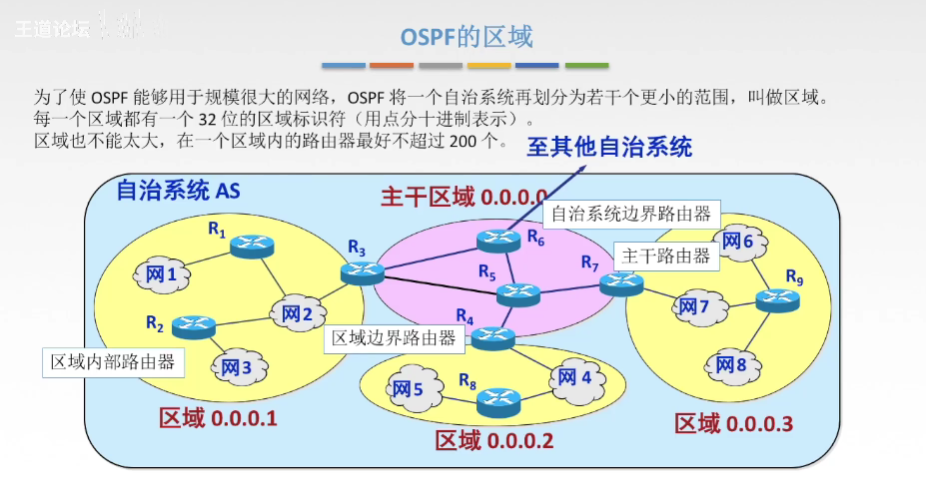 王道论坛
OSPF的区域
为了使 OSPF 能够用于规模很大的网络，OSPF 将一个自治系统再划分为若干个更小的范围，叫做区域。
每一个区域都有一个 32 位的区域标识符（用点分十进制表示）。
区域也不能太大，在一个区域内的路由器最好不超过 200 个。
至其他自治系统
自治系统 AS
主干区域 0.0.0.0
自治系统边界路由器
R1
R3
R6
网6
主干路由器
网1
R5
R7
R9
网2
网7
R2
R4
区域边界路由器
区域内部路由器
网3
网8
网5
R8
网4
区域 0.0.0.1
区域 0.0.0.2
区域 0.0.0.3